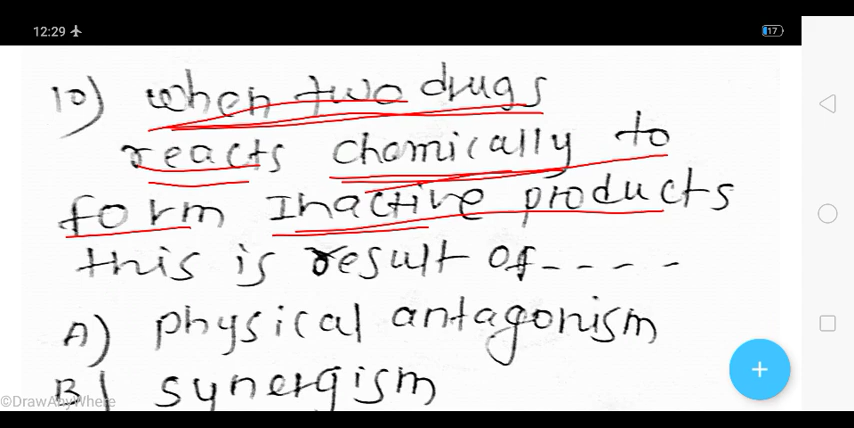 12:29
17
10) when two drugs
reacts chemically to
form Inactive products
this is result of----
A) physical antagonism
B) synergism
©DrawAnyWhere